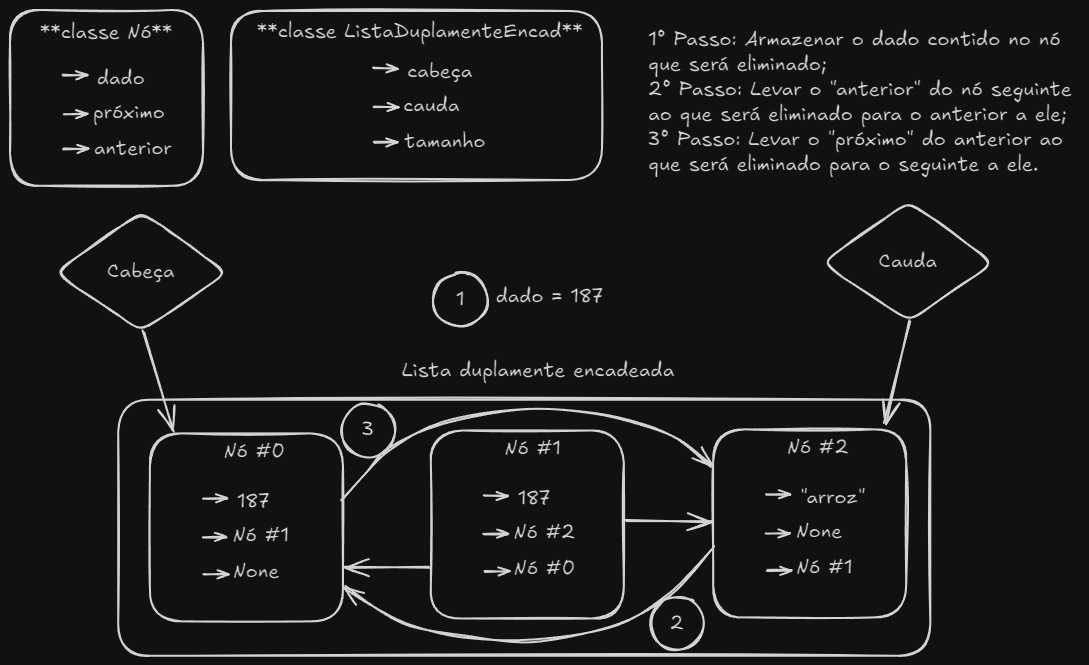 **classe Nó**
dado
próximo
anterior
**classe ListaDuplamenteEncad**
cabeça
cauda
tamanho
1° Passo: Armazenar o dado contido no nó
que será eliminado;
2° Passo: Levar o "anterior" do nó seguinte
ao que será eliminado para o anterior a ele;
3° Passo: Levar o "próximo" do anterior ao
que será eliminado para o seguinte a ele.
Cabeça
Cauda
1 dado = 187
Lista duplamente encadeada
3
Nó #0
187
Nó #1
None
Nó #1
187
Nó #2
Nó #0
Nó #2
"arroz"
None
Nó #1
2